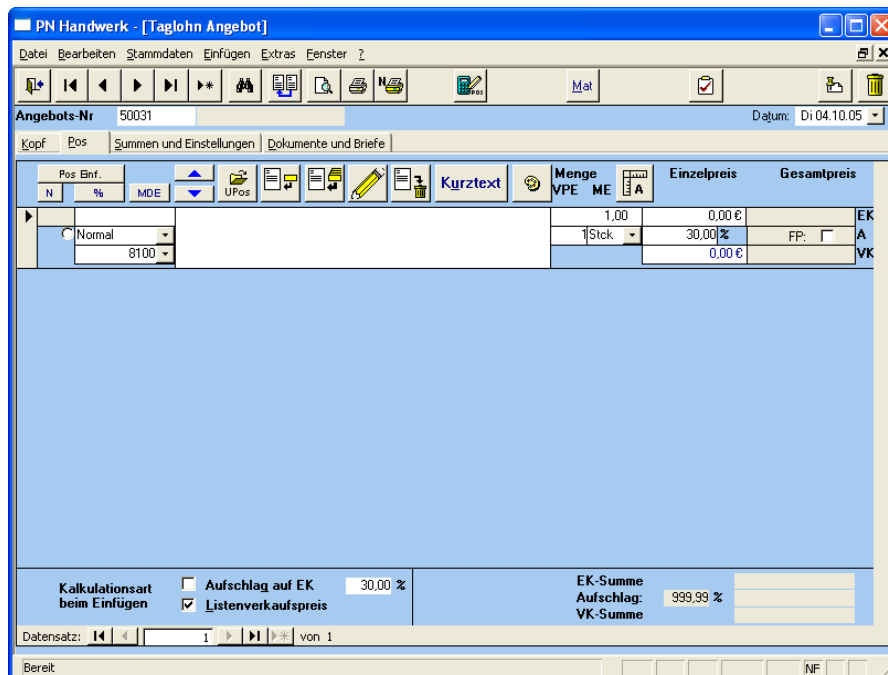 PN Handwerk - [Taglohn Angebot]
Datei Bearbeiten Stammdaten Einfügen Extras Fenster ?
N POS Mat
Angebots-Nr 50031 Datum: Di 04.10.05
Kopf Pos Summen und Einstellungen Dokumente und Briefe
Pos Einf. N % MDE UPos Kurztext Menge VPE ME A Einzelpreis Gesamtpreis
1,00 0,00 € EK
Normal 1 Stck 30,00 % FP: A
8100 0,00 € VK
Kalkulationsart beim Einfügen
Aufschlag auf EK 30,00 %
Listenverkaufspreis
EK-Summe
Aufschlag: 999,99 %
VK-Summe
Datensatz: 1 von 1
Bereit NF